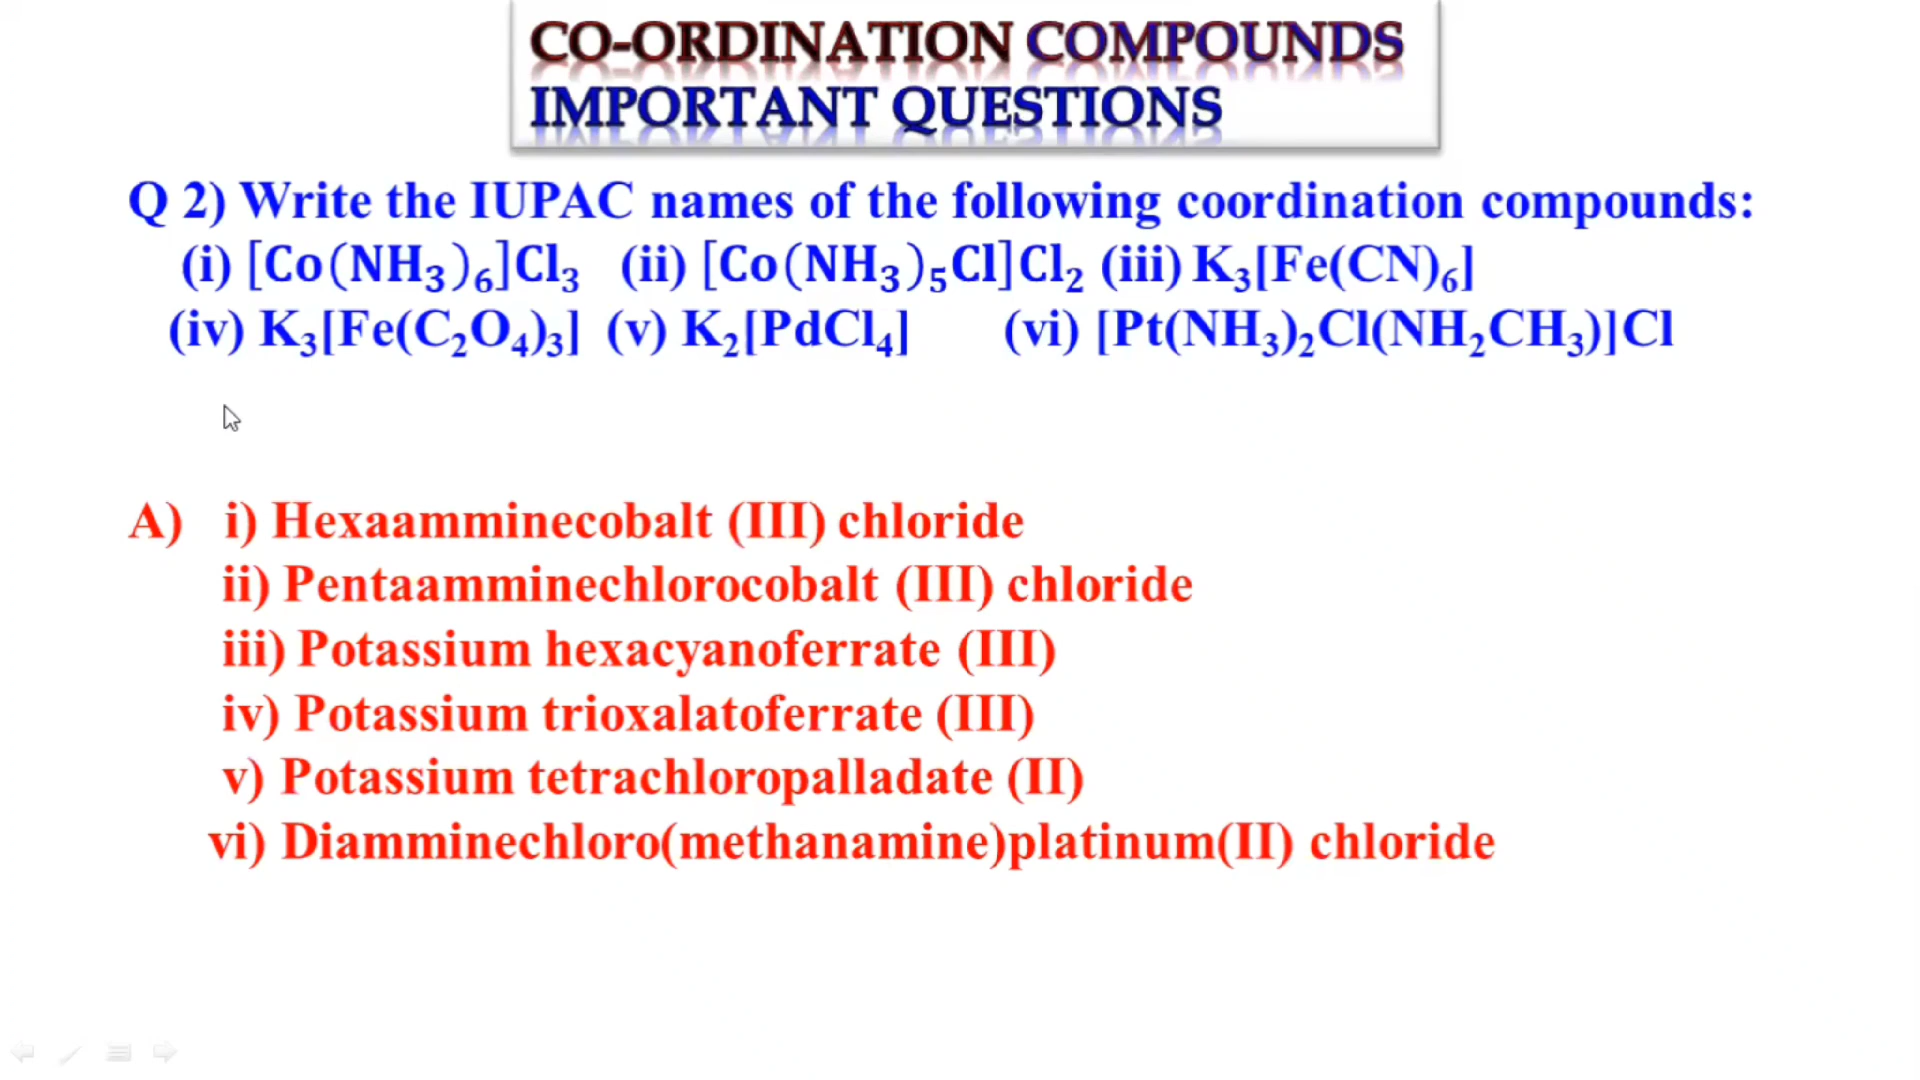 CO-ORDINATION COMPOUNDS
IMPORTANT QUESTIONS
Q 2) Write the IUPAC names of the following coordination compounds:
(i) [Co(NH₃)₆]Cl₃ (ii) [Co(NH₃)₅Cl]Cl₂ (iii) K₃[Fe(CN)₆]
(iv) K₃[Fe(C₂O₄)₃] (v) K₂[PdCl₄] (vi) [Pt(NH₃)₂Cl(NH₂CH₃)]Cl
A) i) Hexaamminecobalt (III) chloride
ii) Pentaamminechlorocobalt (III) chloride
iii) Potassium hexacyanoferrate (III)
iv) Potassium trioxalatoferrate (III)
v) Potassium tetrachloropalladate (II)
vi) Diamminechloro(methanamine)platinum(II) chloride